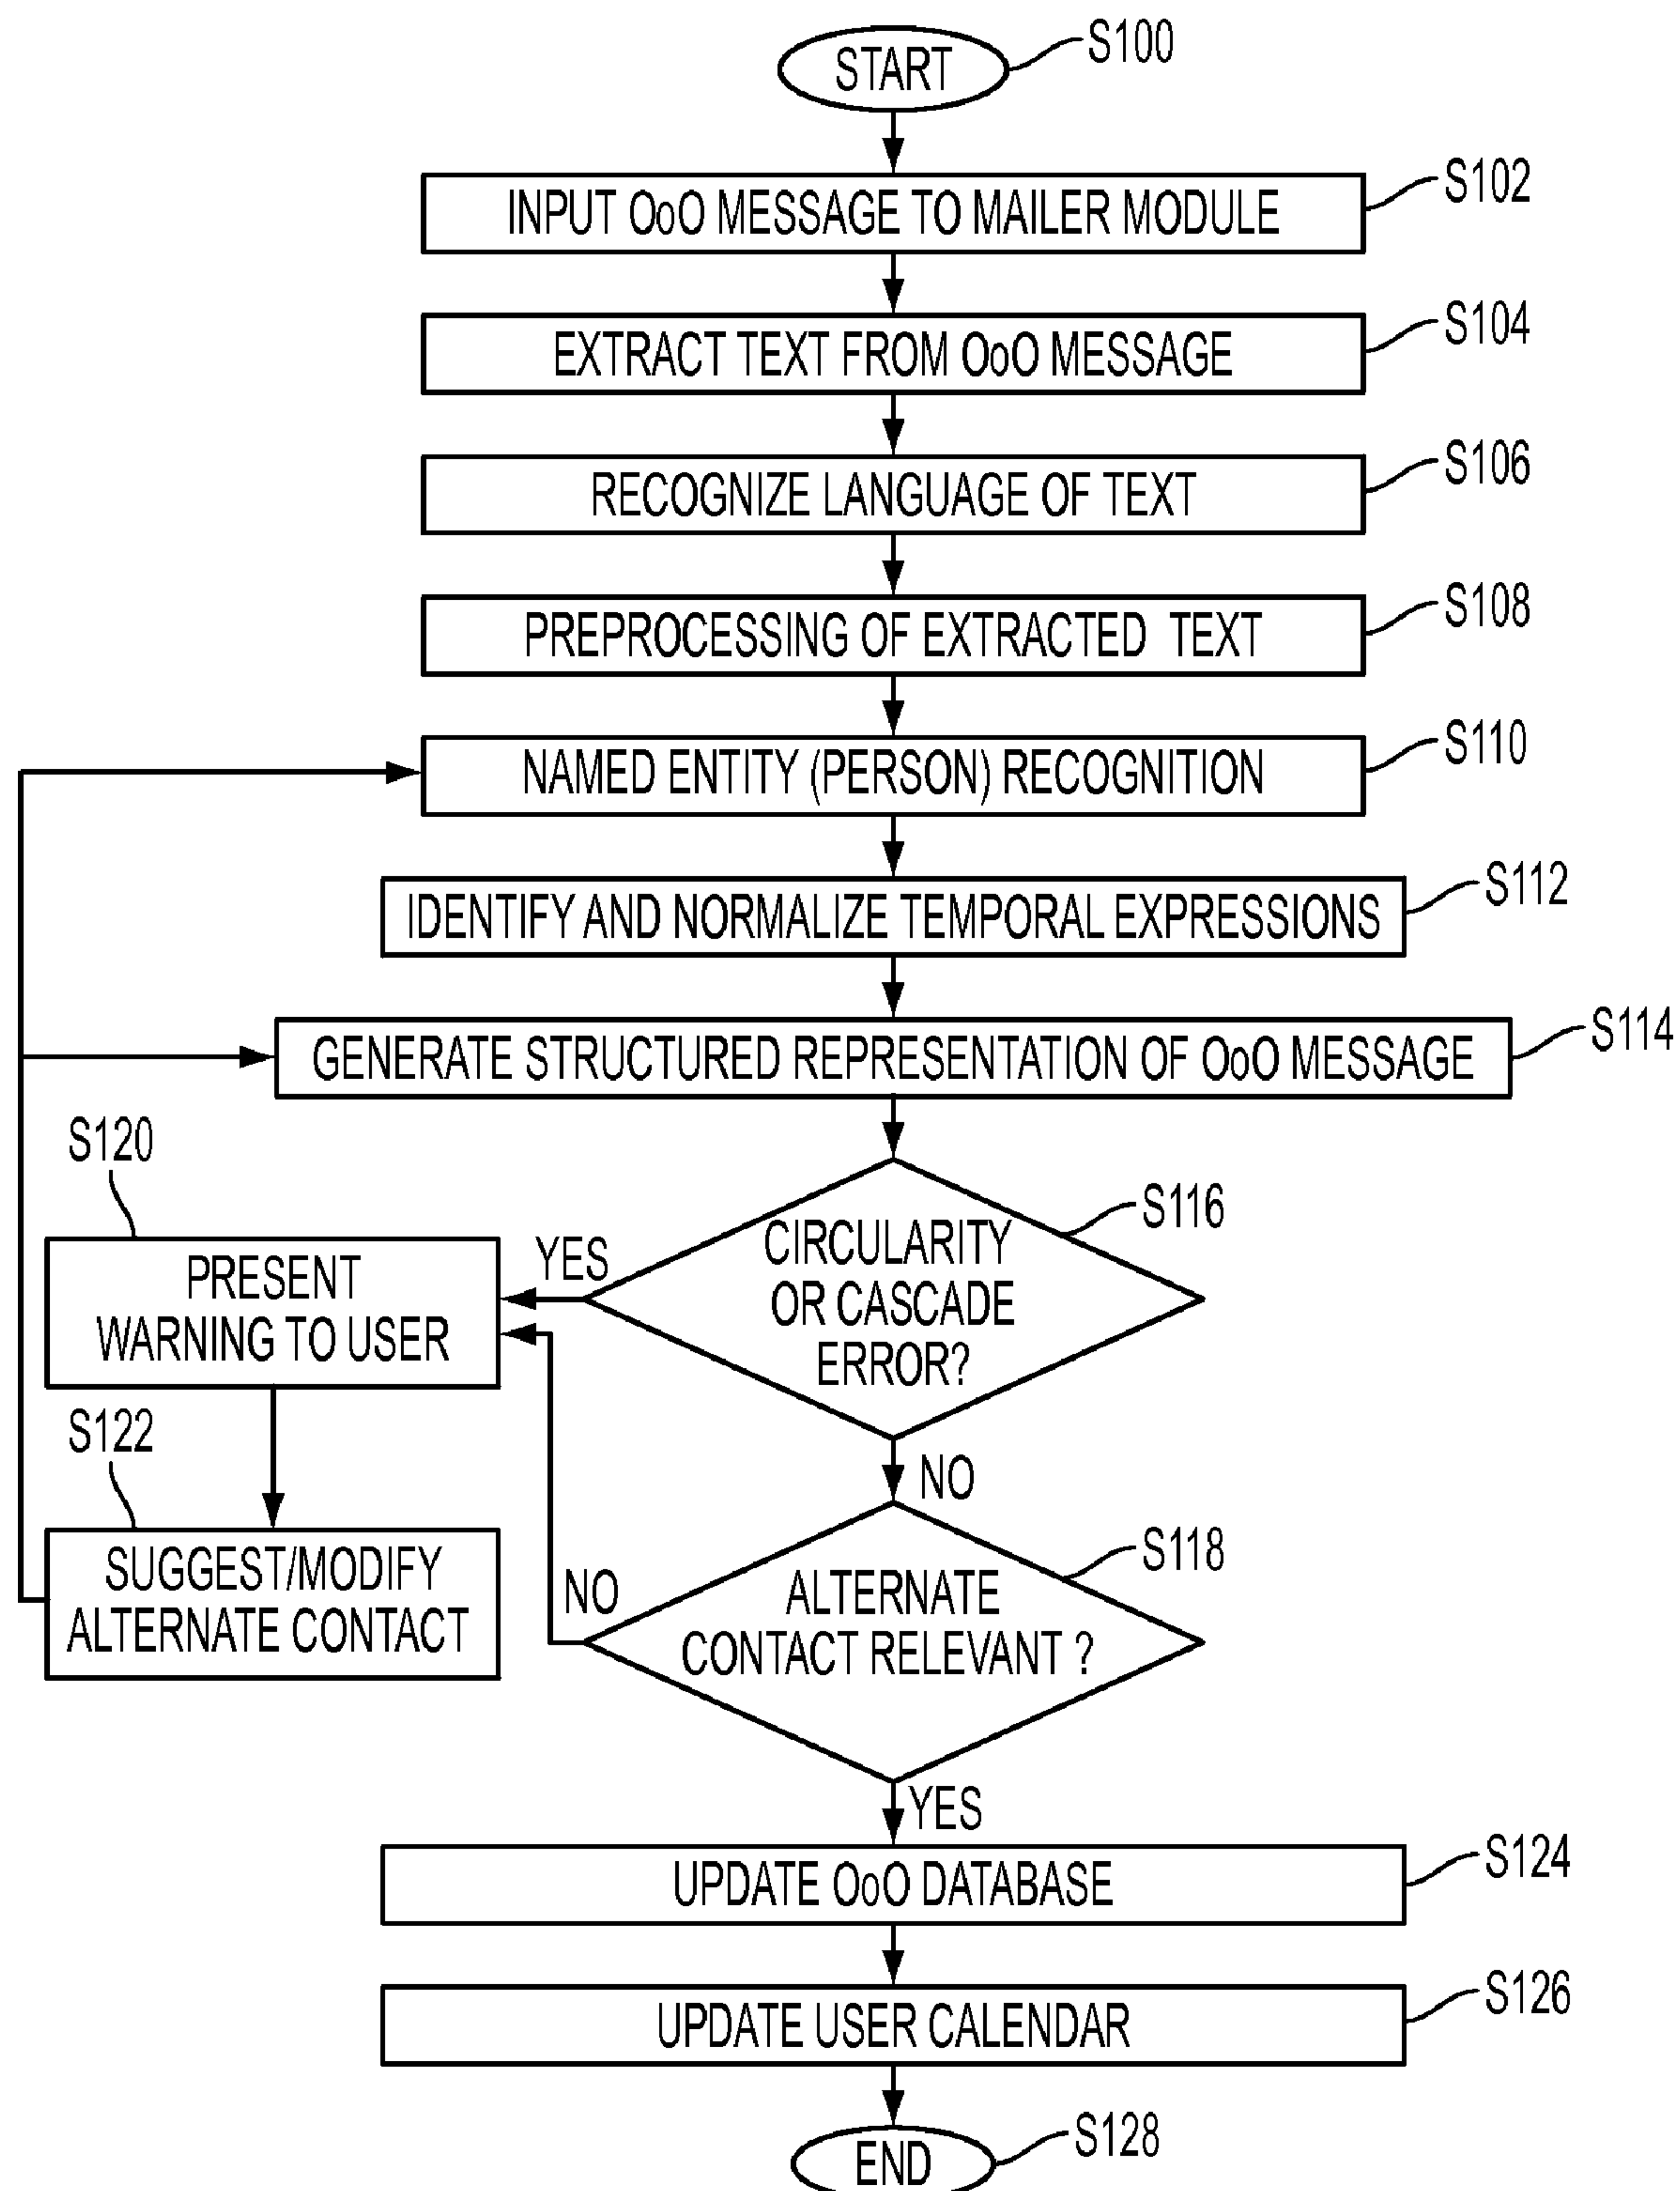 START
S100
INPUT OoO MESSAGE TO MAILER MODULE
S102
EXTRACT TEXT FROM OoO MESSAGE
S104
RECOGNIZE LANGUAGE OF TEXT
S106
PREPROCESSING OF EXTRACTED TEXT
S108
NAMED ENTITY (PERSON) RECOGNITION
S110
IDENTIFY AND NORMALIZE TEMPORAL EXPRESSIONS
S112
GENERATE STRUCTURED REPRESENTATION OF OoO MESSAGE
S114
CIRCULARITY
OR CASCADE
ERROR?
S116
YES
NO
S120
PRESENT
WARNING TO USER
S122
SUGGEST/MODIFY
ALTERNATE CONTACT
ALTERNATE
CONTACT RELEVANT ?
S118
NO
YES
UPDATE OoO DATABASE
S124
UPDATE USER CALENDAR
S126
END
S128